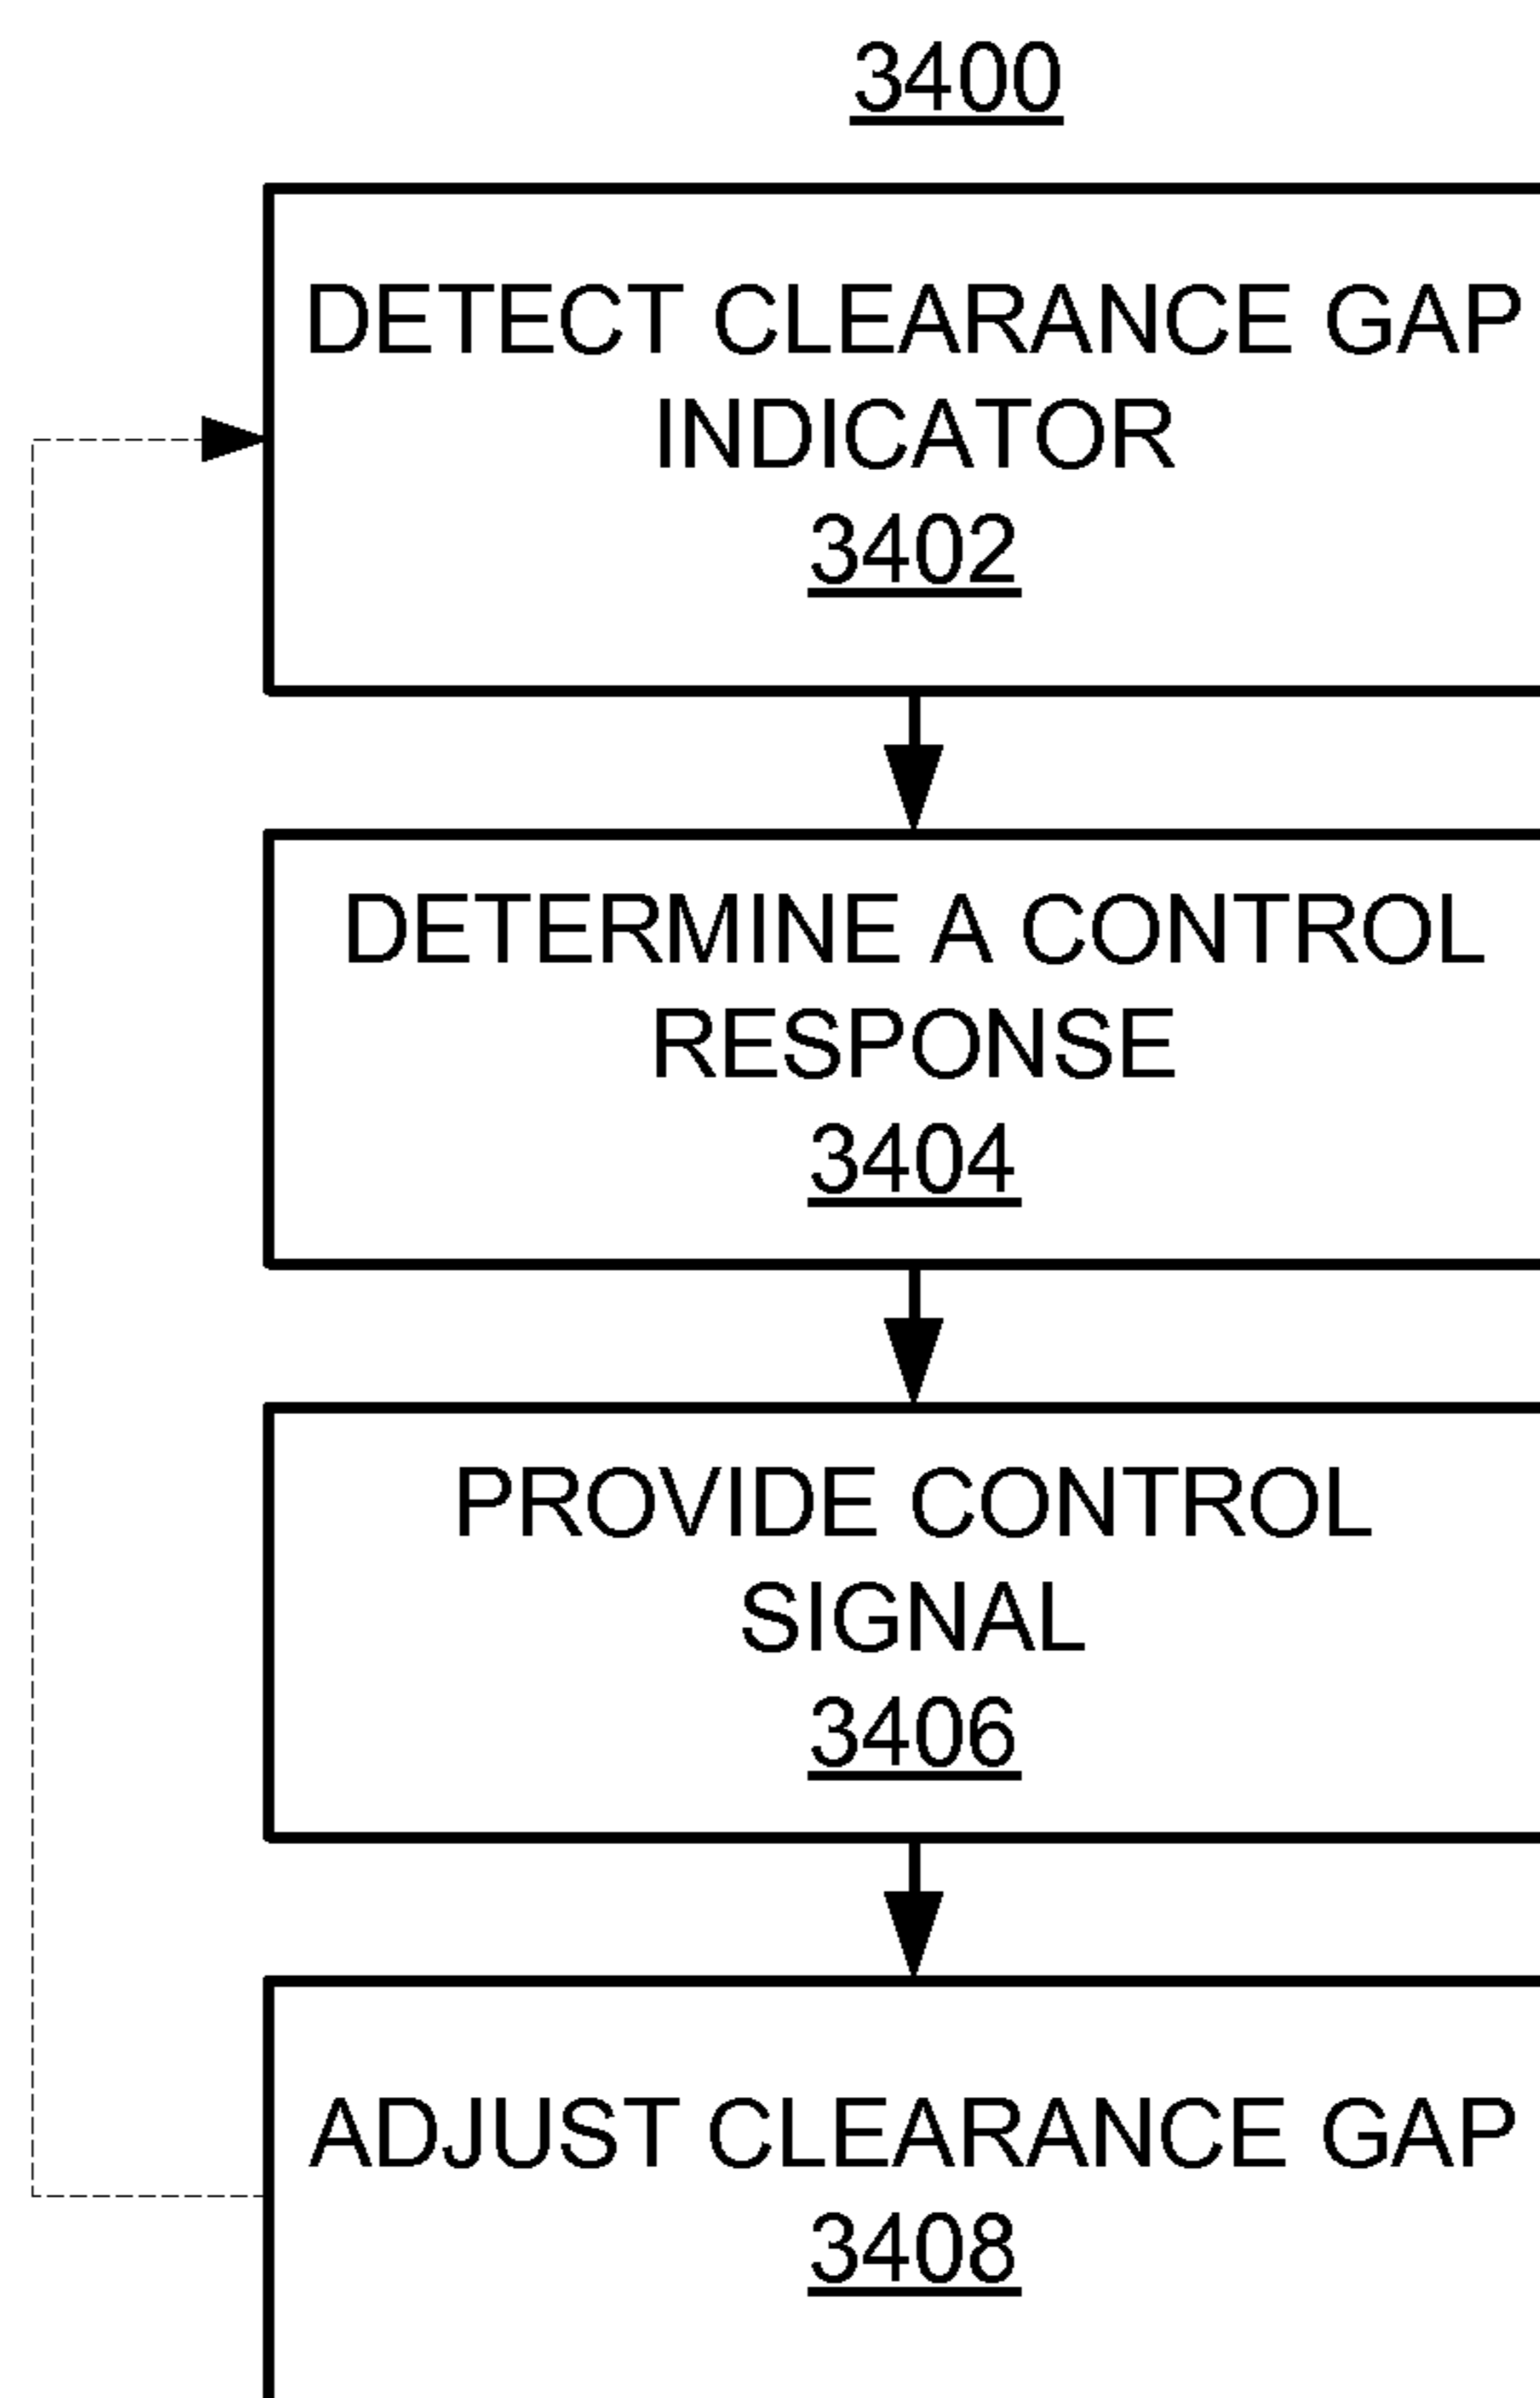 3400
DETECT CLEARANCE GAP
INDICATOR
3402
DETERMINE A CONTROL
RESPONSE
3404
PROVIDE CONTROL
SIGNAL
3406
ADJUST CLEARANCE GAP
3408